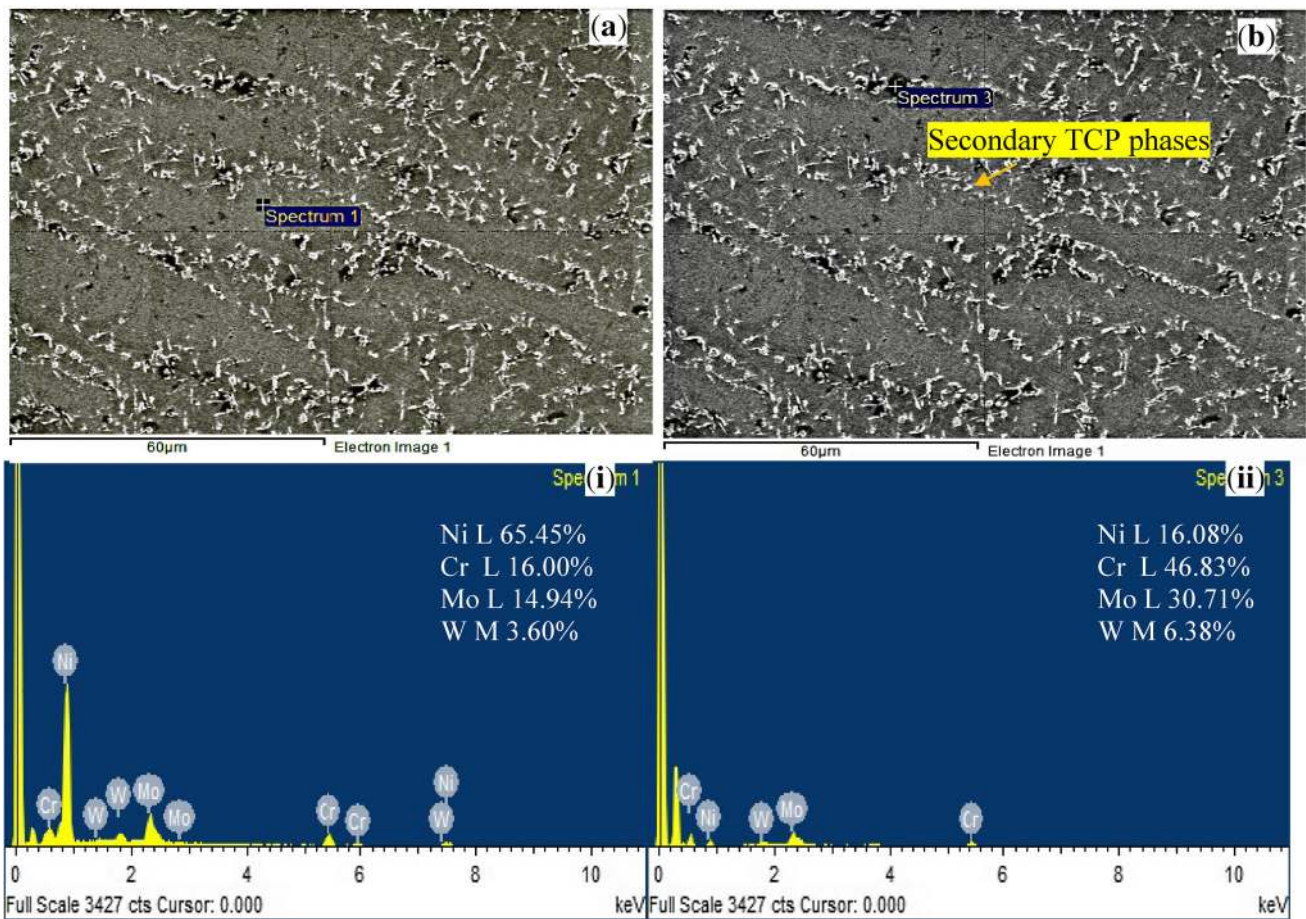 (a)
Spectrum 1
60µm
Electron Image 1
(b)
Spectrum 3
Secondary TCP phases
60µm
Electron Image 1
Spe
(i)
m 1
Ni L 65.45%
Cr L 16.00%
Mo L 14.94%
W M 3.60%
Ni
Cr
W
W
Mo
Mo
Cr
Cr
Ni
W
0 2 4 6 8 10
Full Scale 3427 cts Cursor: 0.000 keV
Spe
(ii)
3
Ni L 16.08%
Cr L 46.83%
Mo L 30.71%
W M 6.38%
Cr
Ni
W
Mo
Cr
0 2 4 6 8 10
Full Scale 3427 cts Cursor: 0.000 keV